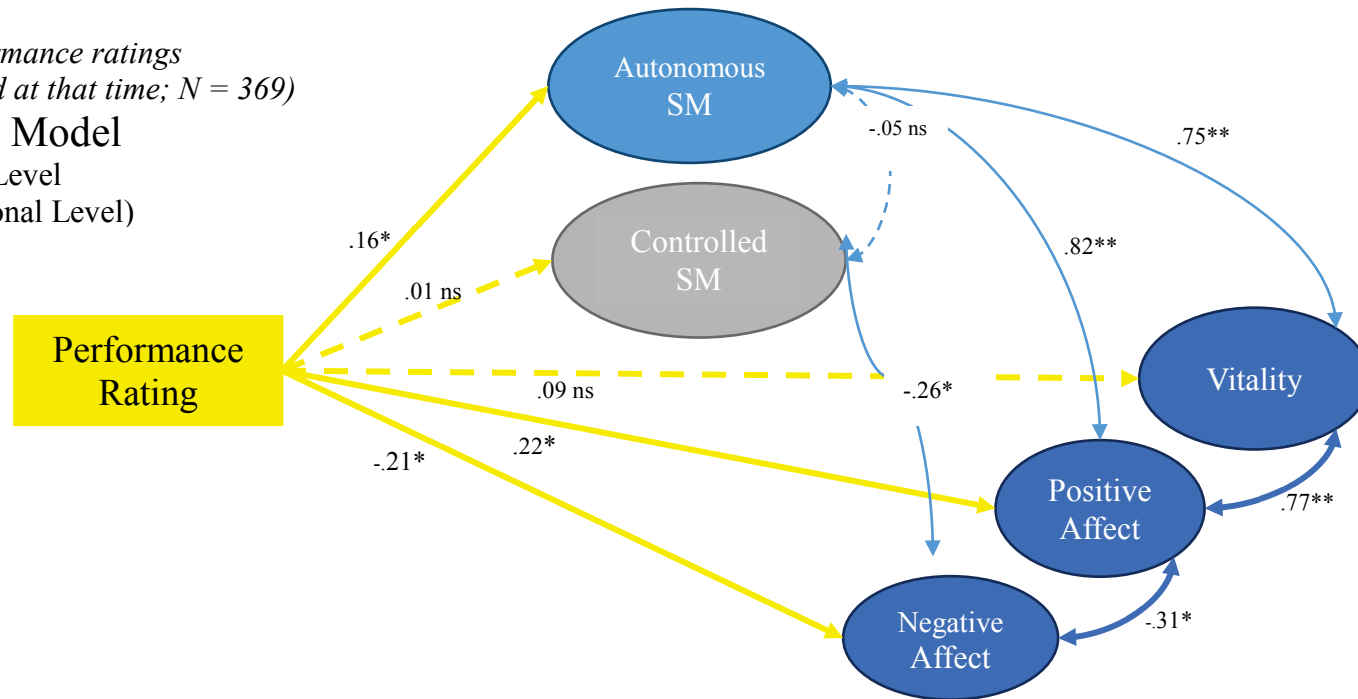 rmance ratings
d at that time; N = 369)
Model
Level
onal Level)
Autonomous
SM
-.05 ns
.75**
.16*
Controlled
SM
.82**
.01 ns
Performance
Rating
.09 ns
-.26*
Vitality
-.21*
.22*
Positive
Affect
.77**
Negative
Affect
-.31*